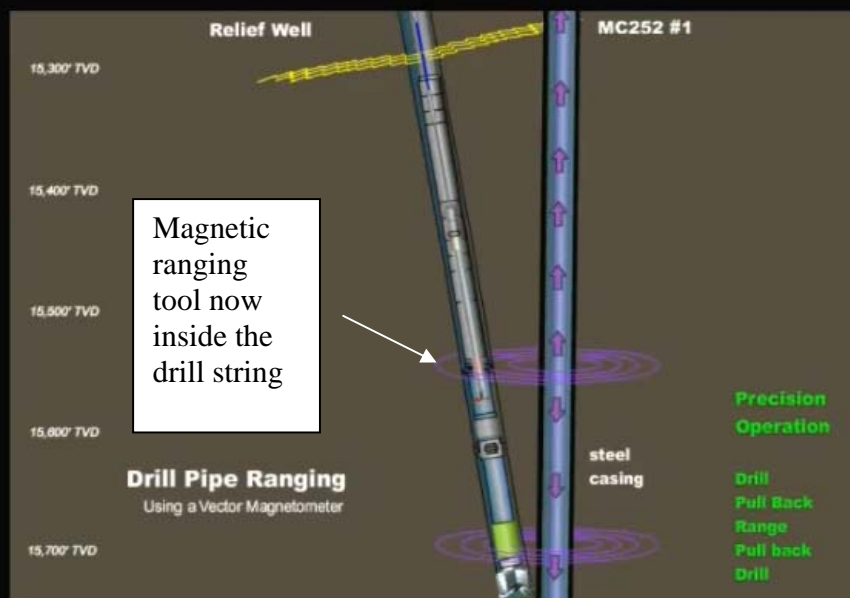 Relief Well
MC252 #1
15,300' TVD
15,400' TVD
Magnetic
ranging
tool now
inside the
drill string
15,500' TVD
15,600' TVD
Precision
Operation
steel
casing
Drill Pipe Ranging
Using a Vector Magnetometer
Drill
Pull Back
Range
Pull back
Drill
15,700' TVD